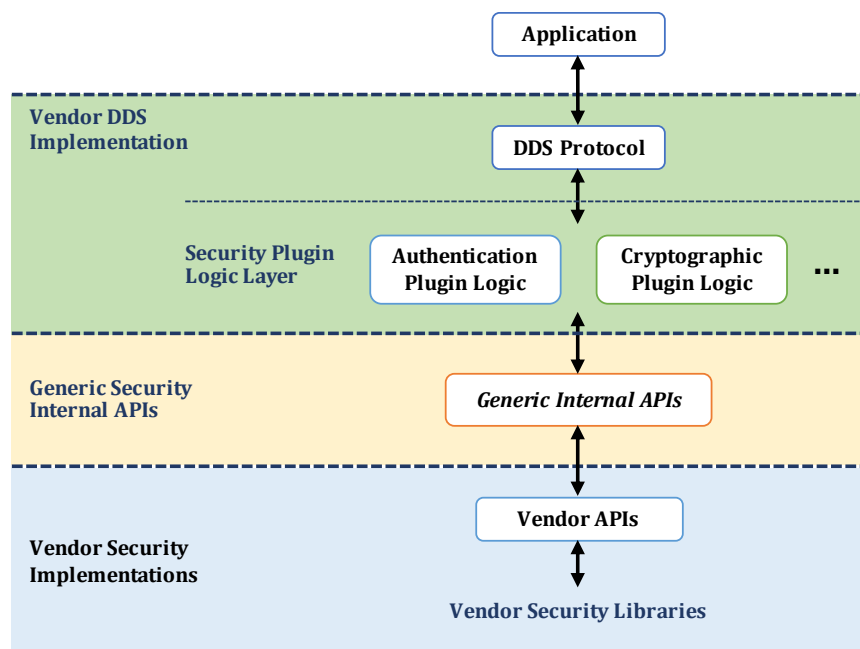 Application
Vendor DDS
Implementation
DDS Protocol
Security Plugin
Logic Layer
Authentication
Plugin Logic
Cryptographic
Plugin Logic
...
Generic Security
Internal APIs
Generic Internal APIs
Vendor APIs
Vendor Security
Implementations
Vendor Security Libraries